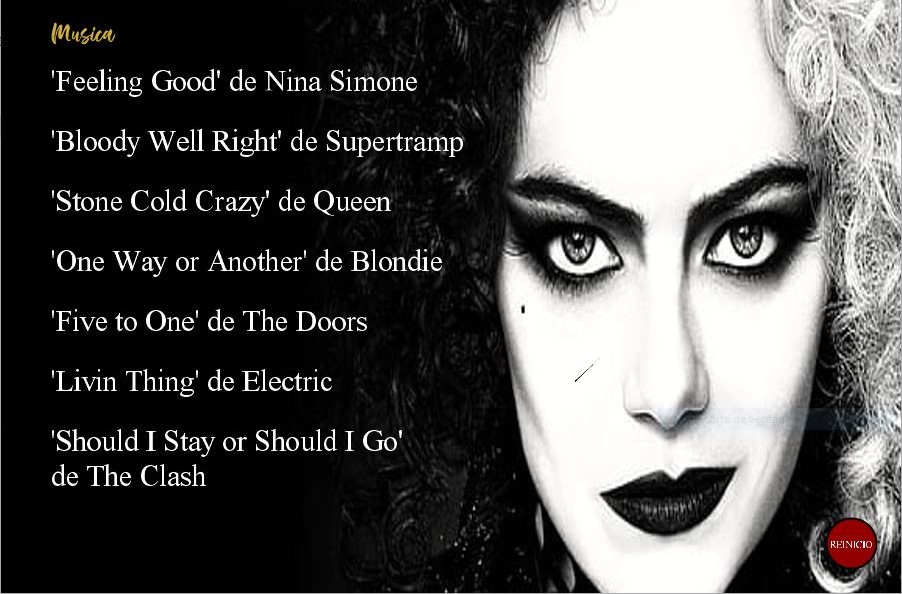 Musica
'Feeling Good' de Nina Simone
'Bloody Well Right' de Supertramp
'Stone Cold Crazy' de Queen
'One Way or Another' de Blondie
'Five to One' de The Doors
'Livin Thing' de Electric
'Should I Stay or Should I Go'
de The Clash
REINICIO